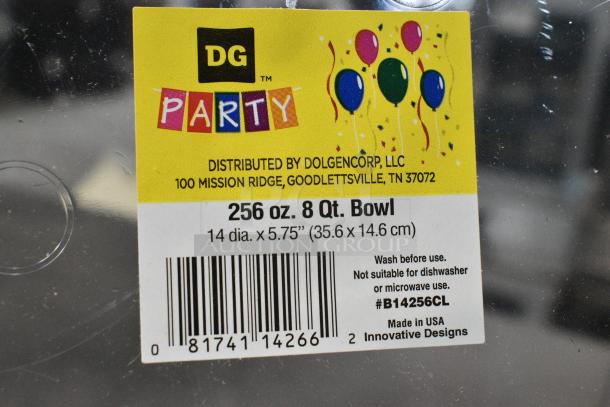 DG
TM
PARTY
DISTRIBUTED BY DOLGENCORP, LLC
100 MISSION RIDGE, GOODLETTSVILLE, TN 37072
256 oz. 8 Qt. Bowl
14 dia. x 5.75" (35.6 x 14.6 cm)
AUCTION GROUP
Wash before use.
Not suitable for dishwasher
or microwave use.
#B14256CL
Made in USA
Innovative Designs
0 81741 14266 2